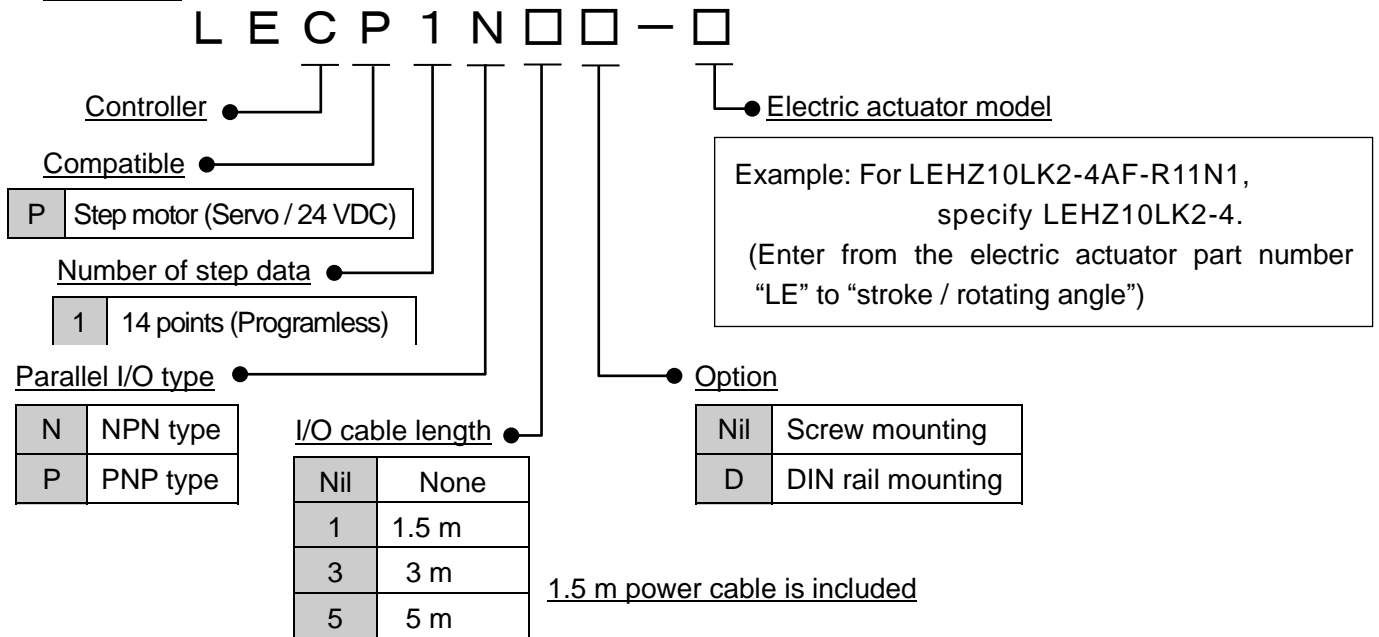 LECP1N□□-□
Controller
Electric actuator model
Compatible
P Step motor (Servo / 24 VDC)
Example: For LEHZ10LK2-4AF-R11N1,
specify LEHZ10LK2-4.
(Enter from the electric actuator part number
“LE” to “stroke / rotating angle”)
Number of step data
1 14 points (Programless)
Parallel I/O type
N NPN type
P PNP type
I/O cable length
Nil None
1 1.5 m
3 3 m
5 5 m
Option
Nil Screw mounting
D DIN rail mounting
1.5 m power cable is included